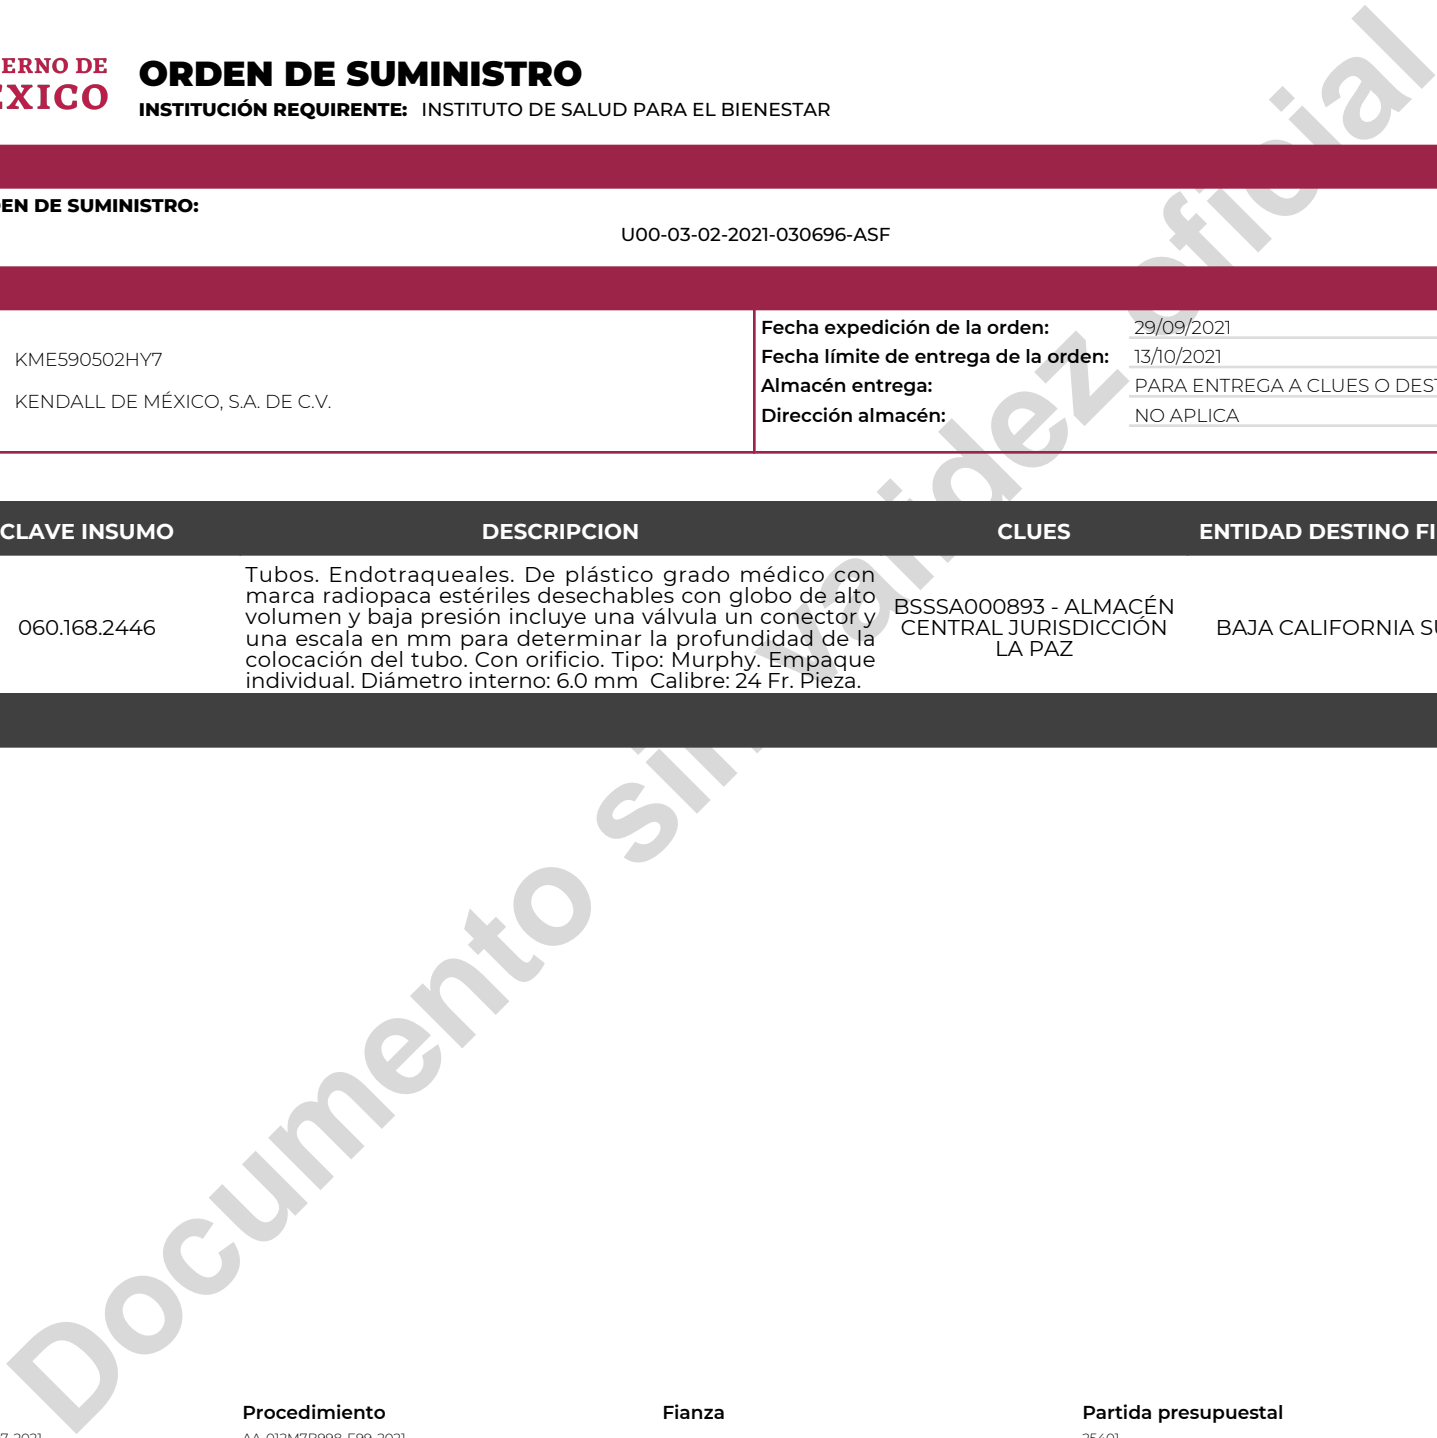 ERNO DE
ÉXICO
ORDEN DE SUMINISTRO
INSTITUCIÓN REQUIRENTE: INSTITUTO DE SALUD PARA EL BIENESTAR
EN DE SUMINISTRO:
U00-03-02-2021-030696-ASF
KME590502HY7
KENDALL DE MÉXICO, S.A. DE C.V.
Fecha expedición de la orden: 29/09/2021
Fecha límite de entrega de la orden: 13/10/2021
Almacén entrega: PARA ENTREGA A CLUES O DEST
Dirección almacén: NO APLICA
CLAVE INSUMO DESCRIPCION CLUES ENTIDAD DESTINO FI
060.168.2446
Tubos. Endotraqueales. De plástico grado médico con
marca radiopaca estériles desechables con globo de alto
volumen y baja presión incluye una válvula un conector y
una escala en mm para determinar la profundidad de la
colocación del tubo. Con orificio. Tipo: Murphy. Empaque
individual. Diámetro interno: 6.0 mm Calibre: 24 Fr. Pieza.
BSSSA000893 - ALMACÉN
CENTRAL JURISDICCIÓN
LA PAZ
BAJA CALIFORNIA SU
Documento sin validez oficial
Procedimiento Fianza Partida presupuestal